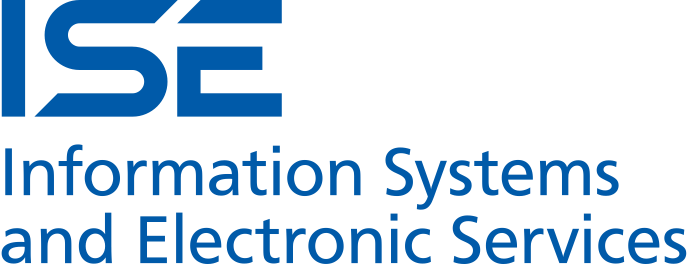 ISE
Information Systems
and Electronic Services